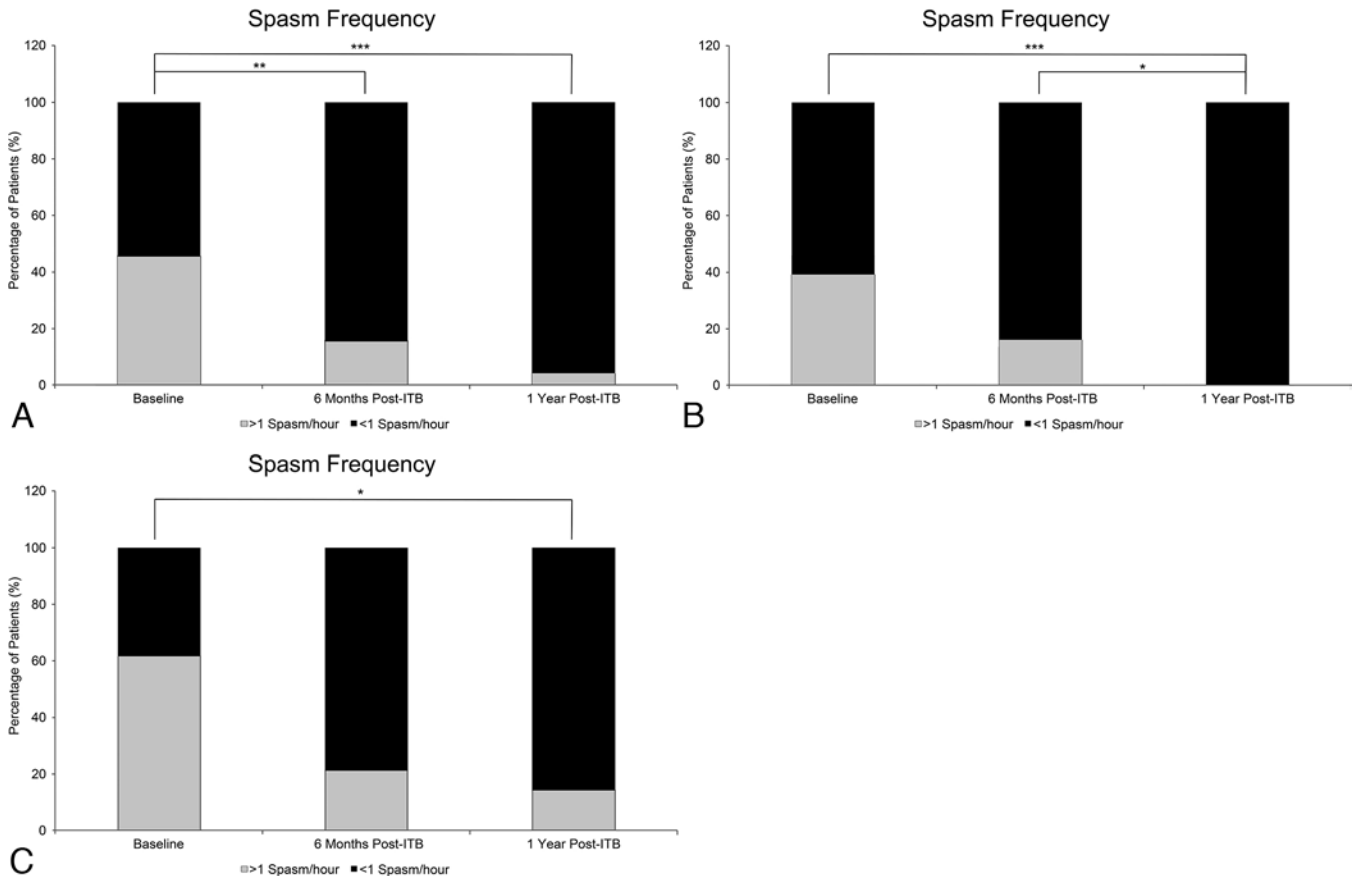 Spasm Frequency
120
100
80
60
40
20
0
Percentage of Patients (%)
***
**
Baseline
6 Months Post-ITB
1 Year Post-ITB
>1 Spasm/hour <1 Spasm/hour
A
Spasm Frequency
120
100
80
60
40
20
0
Percentage of Patients (%)
***
*
Baseline
6 Months Post-ITB
1 Year Post-ITB
>1 Spasm/hour <1 Spasm/hour
B
Spasm Frequency
120
100
80
60
40
20
0
Percentage of Patients (%)
*
Baseline
6 Months Post-ITB
1 Year Post-ITB
>1 Spasm/hour <1 Spasm/hour
C